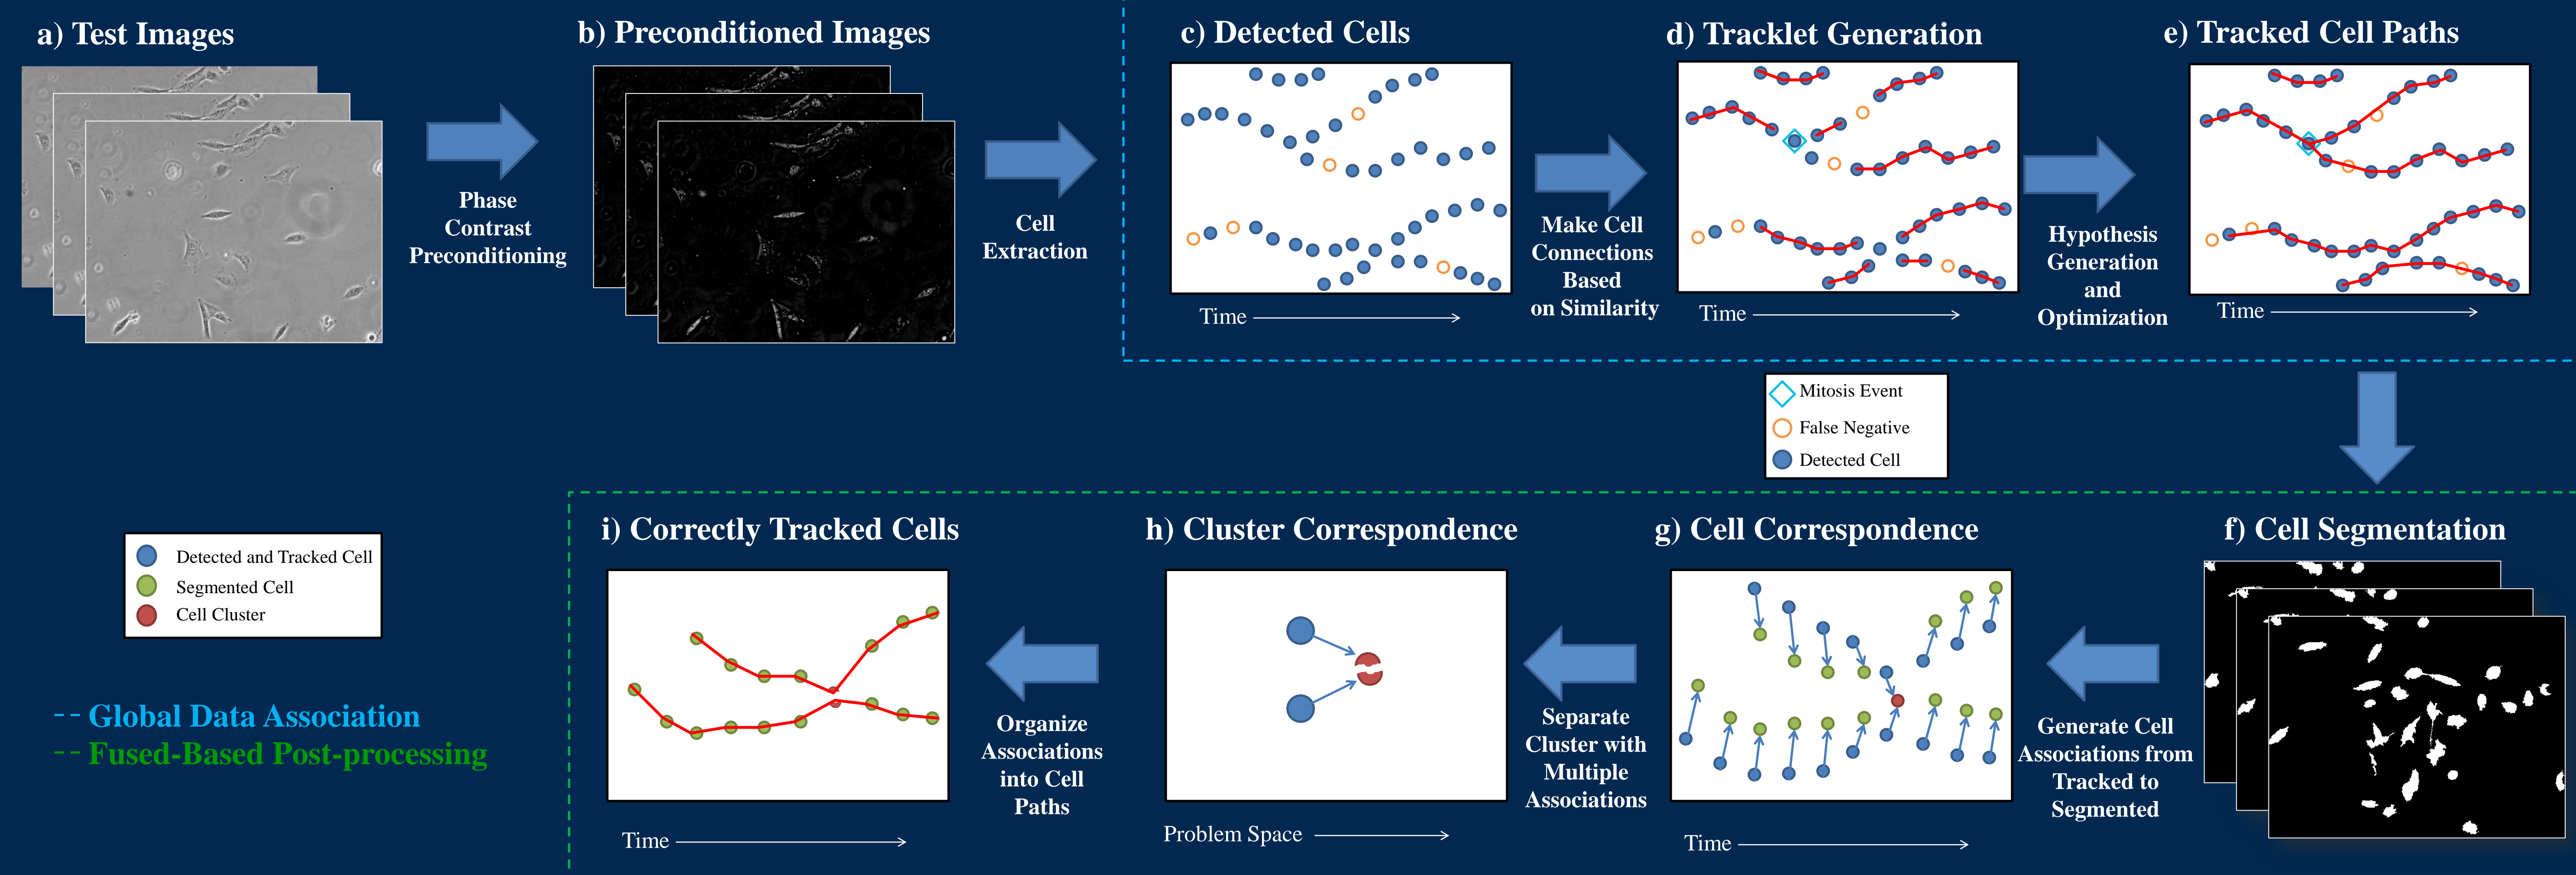 a) Test Images
b) Preconditioned Images
c) Detected Cells
d) Tracklet Generation
e) Tracked Cell Paths
Phase
Contrast
Preconditioning
Cell
Extraction
Make Cell
Connections
Based
on Similarity
Hypothesis
Generation
and
Optimization
Time
Time
Time
Mitosis Event
False Negative
Detected Cell
i) Correctly Tracked Cells
h) Cluster Correspondence
g) Cell Correspondence
f) Cell Segmentation
Detected and Tracked Cell
Segmented Cell
Cell Cluster
Organize
Associations
into Cell
Paths
Separate
Cluster with
Multiple
Associations
Generate Cell
Associations from
Tracked to
Segmented
-- Global Data Association
-- Fused-Based Post-processing
Time
Problem Space
Time